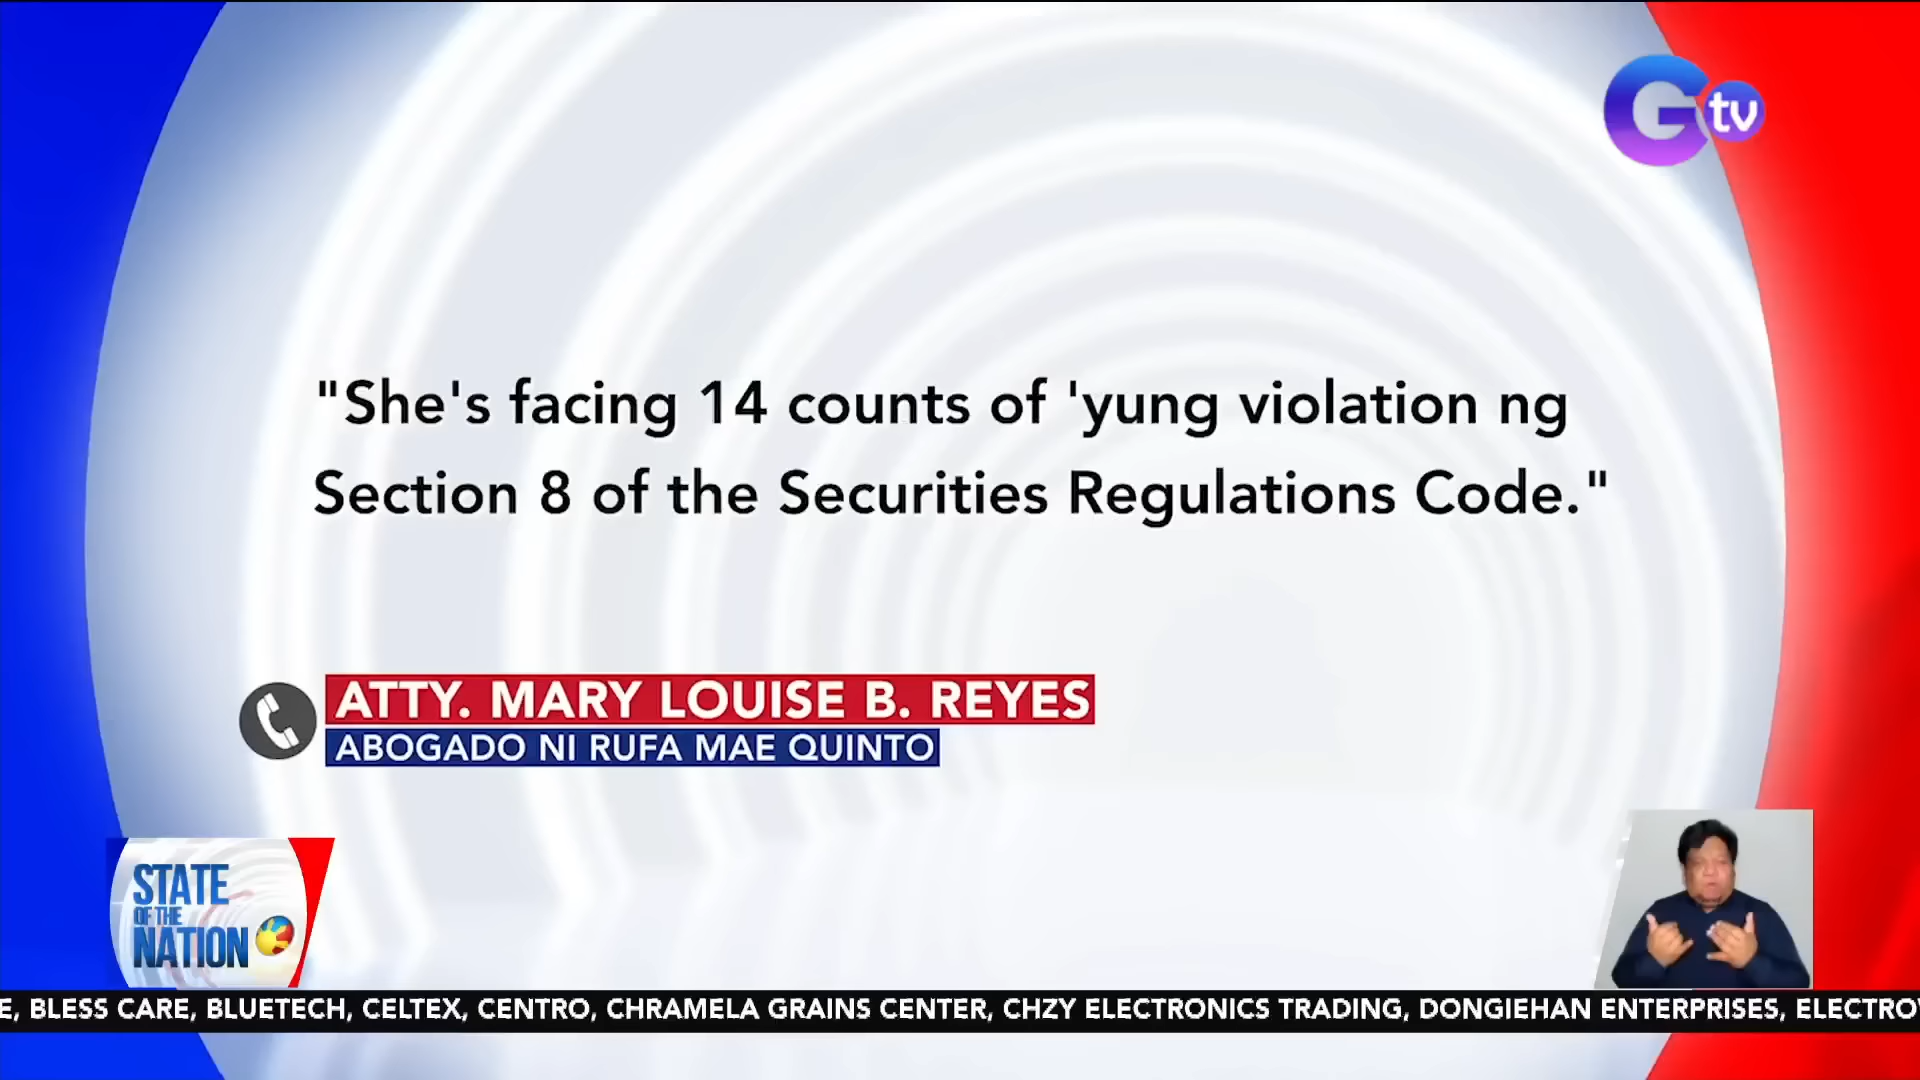 Gtv
"She's facing 14 counts of 'yung violation ng
Section 8 of the Securities Regulations Code."
ATTY. MARY LOUISE B. REYES
ABOGADO NI RUFA MAE QUINTO
STATE
OF THE
NATION
E, BLESS CARE, BLUETECH, CELTEX, CENTRO, CHRAMELA GRAINS CENTER, CHZY ELECTRONICS TRADING, DONGIEHAN ENTERPRISES, ELECTRO